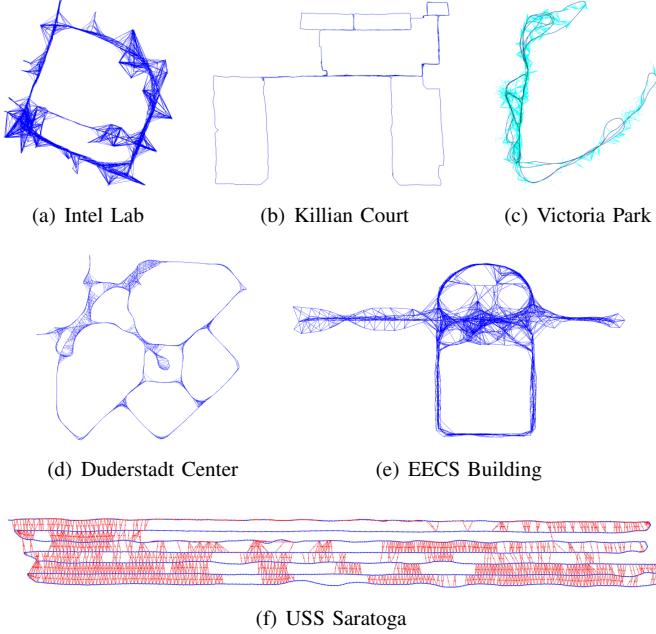 (a) Intel Lab
(b) Killian Court
(c) Victoria Park
(d) Duderstadt Center
(e) EECS Building
(f) USS Saratoga